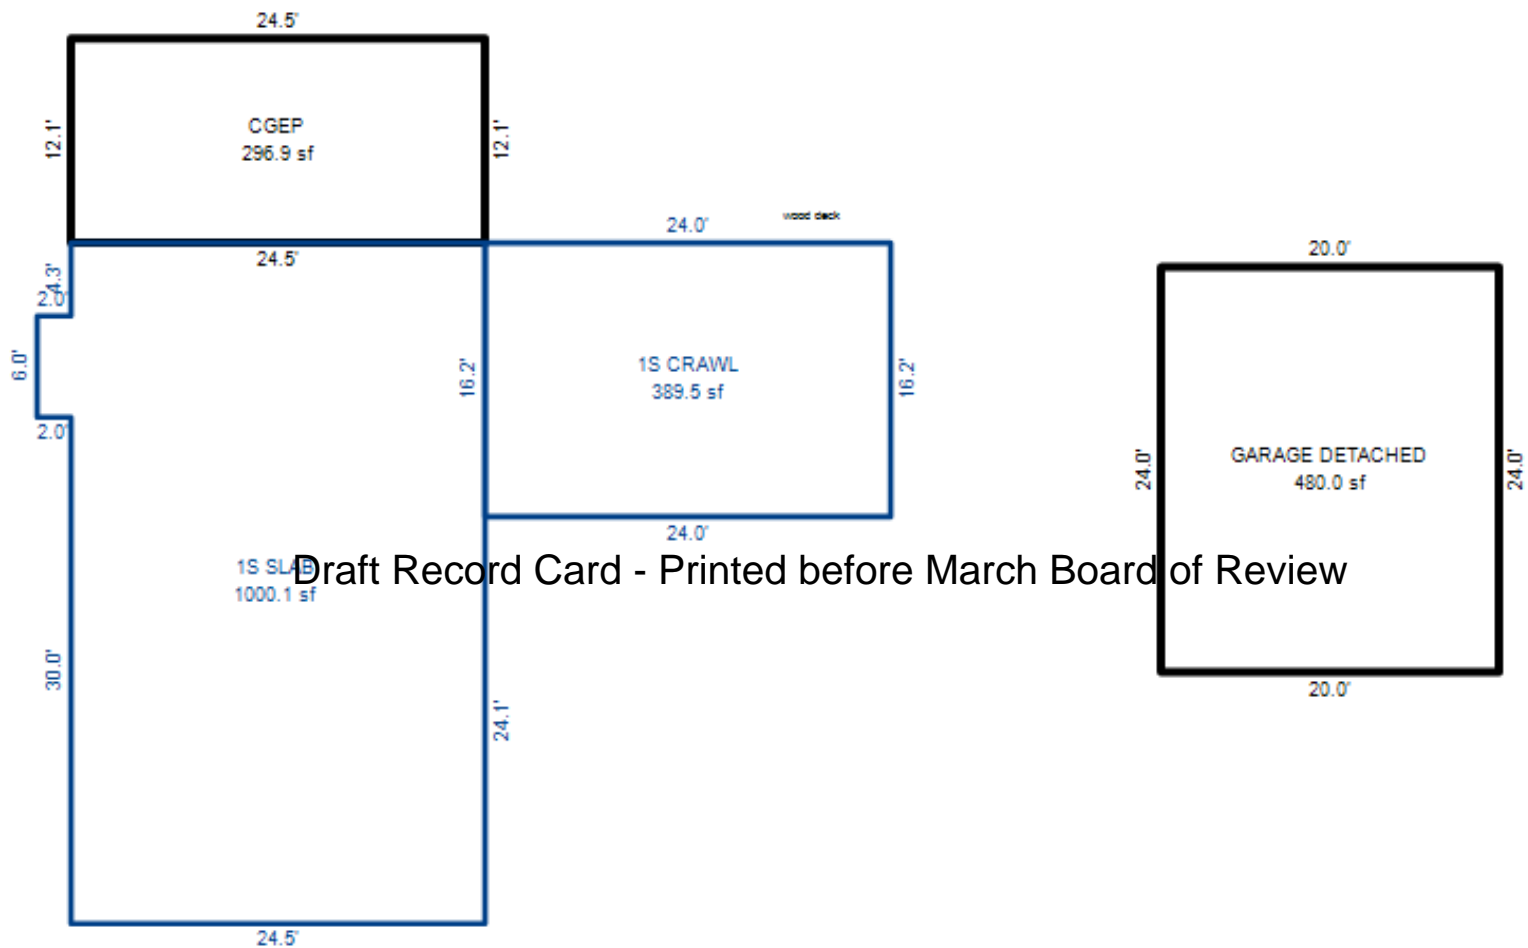 24.5'
12.1'
CGEP
296.9 sf
12.1'
24.0'
wood deck
24.5'
4.3'
2.0'
6.0'
2.0'
16.2'
1S CRAWL
389.5 sf
16.2'
24.0'
20.0'
24.0'
GARAGE DETACHED
480.0 sf
24.0'
20.0'
1S SLAB
1000.1 sf
Draft Record Card - Printed before March Board of Review
30.0'
24.1'
24.5'